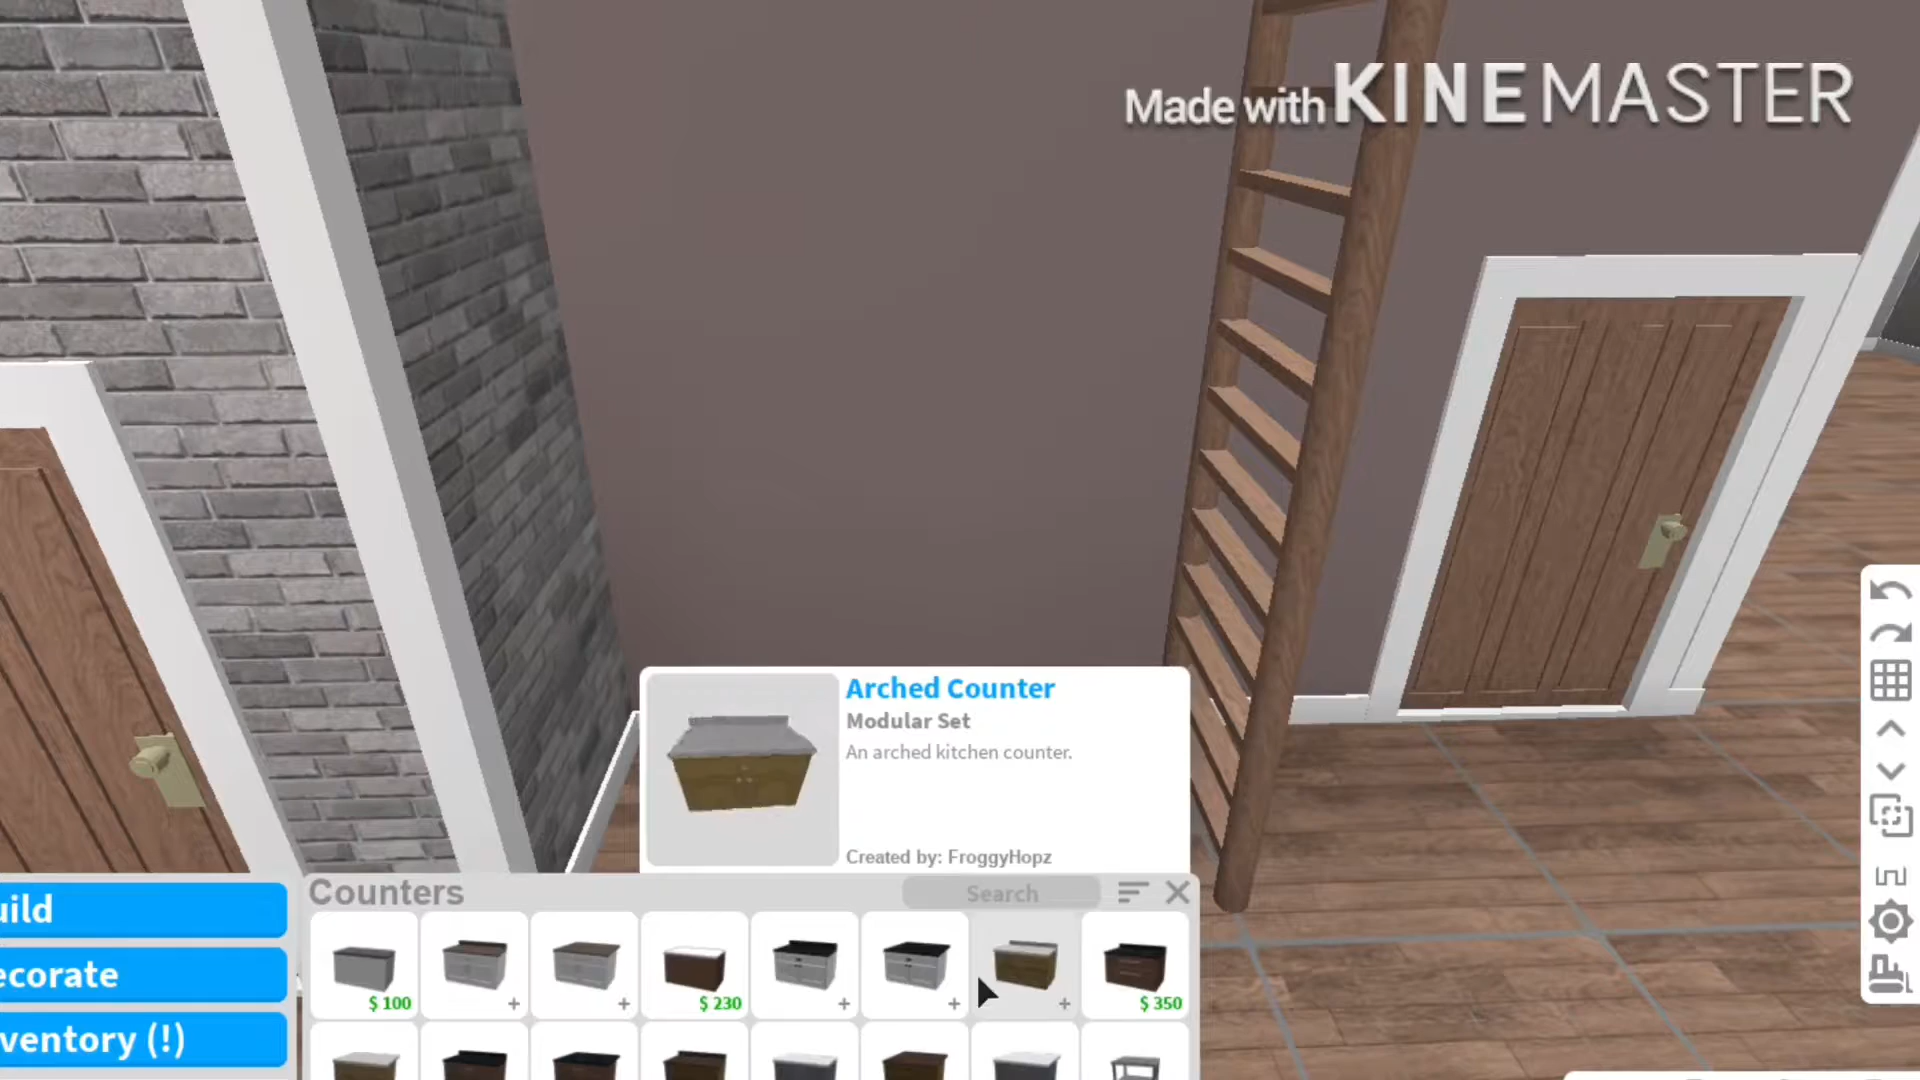 Made with KINEMASTER
Arched Counter
Modular Set
An arched kitchen counter.
Created by: FroggyHopz
Counters
Search
uild
ecorate
ventory (!)
$ 100
+
+
$ 230
+
+
+
$ 350